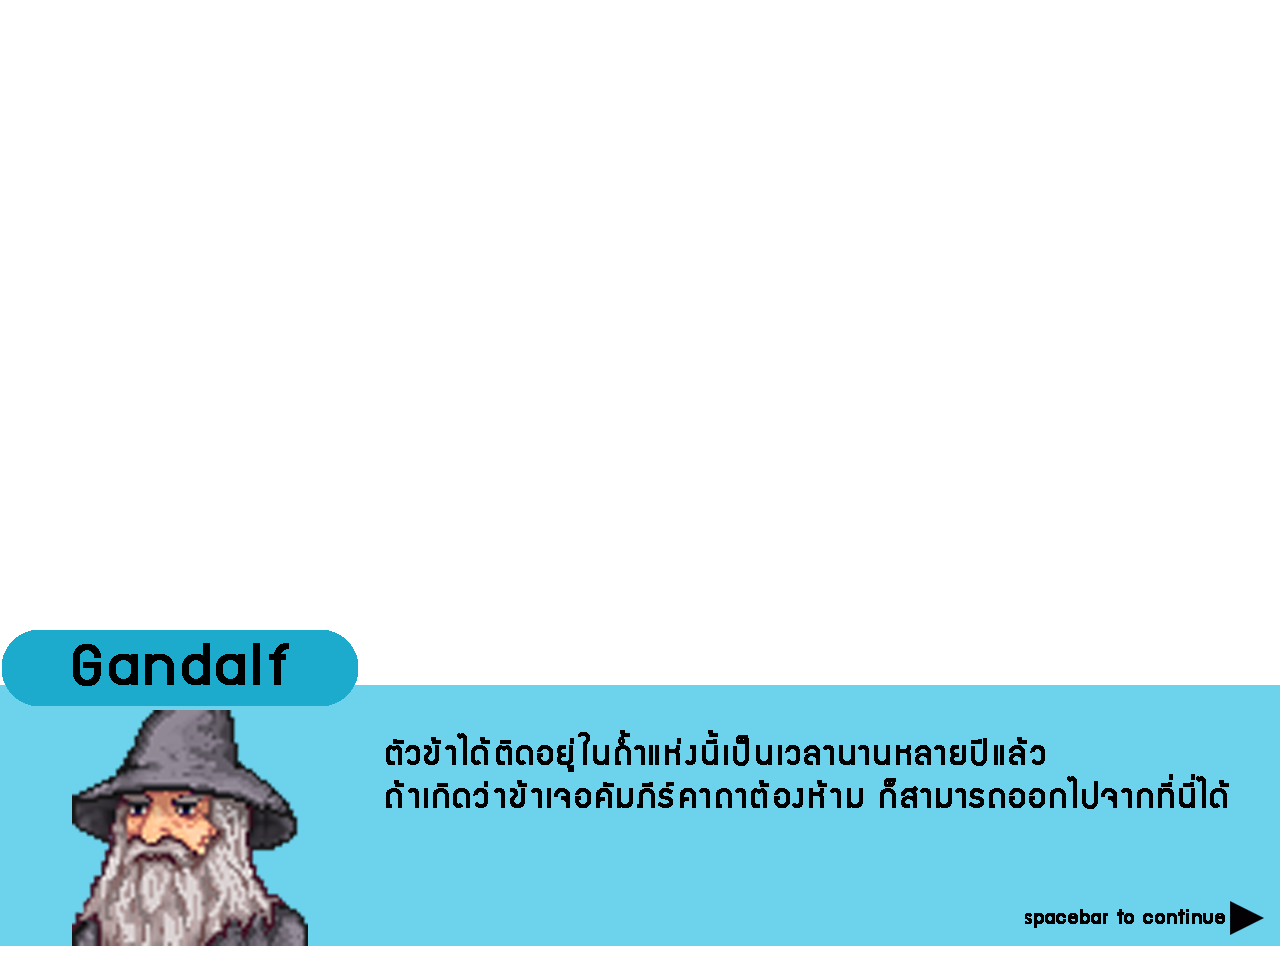 Gandalf
ตัวข้าได้ติดอยู่ในถ้ำแห่งนี้เป็นเวลานานหลายปีแล้ว
ถ้าเกิดว่าข้าเจอคัมภีร์คาถาต้องห้าม ก็สามารถออกไปจากที่นี่ได้
spacebar to continue